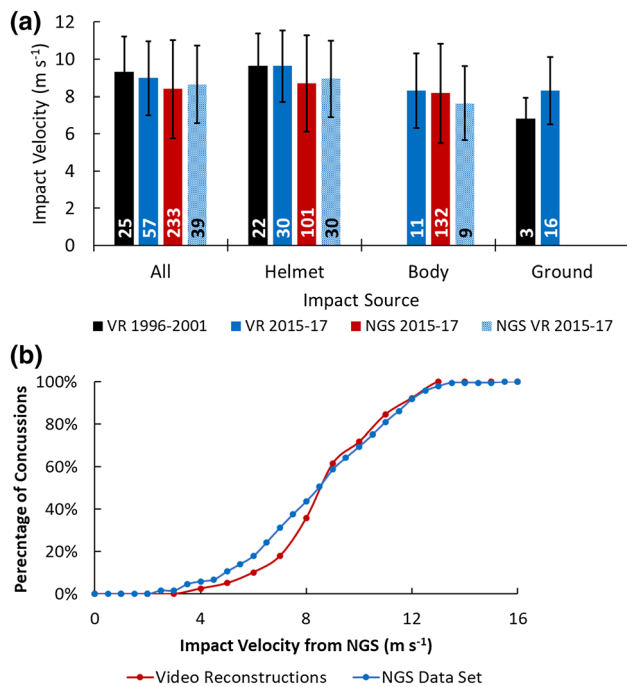 (a)
Impact Velocity (m s⁻¹)
12
10
8
6
4
2
0
25
57
233
39
22
30
101
30
11
132
9
3
16
All
Helmet
Body
Ground
Impact Source
VR 1996-2001
VR 2015-17
NGS 2015-17
NGS VR 2015-17
(b)
Perecntage of Concussions
100%
80%
60%
40%
20%
0%
0
4
8
12
16
Impact Velocity from NGS (m s⁻¹)
Video Reconstructions
NGS Data Set